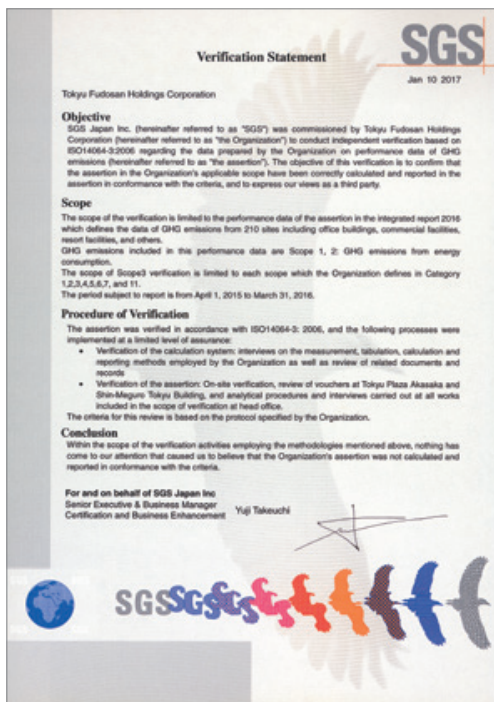 SGS
Verification Statement
Jan 10 2017
Tokyu Fudosan Holdings Corporation
Objective
SGS Japan Inc. (hereinafter referred to as "SGS") was commissioned by Tokyu Fudosan Holdings
Corporation (hereinafter referred to as "the Organization") to conduct independent verification based on
ISO14064-3:2006 regarding the data prepared by the Organization on performance data of GHG
emissions (hereinafter referred to as "the assertion"). The objective of this verification is to confirm that
the assertion in the Organization's applicable scope have been correctly calculated and reported in the
assertion in conformance with the criteria, and to express our views as a third party.
Scope
The scope of the verification is limited to the performance data of the assertion in the integrated report 2016
which defines the data of GHG emissions from 210 sites including office buildings, commercial facilities,
resort facilities, and others.
GHG emissions included in this performance data are Scope 1, 2: GHG emissions from energy
consumption.
The scope of Scope3 verification is limited to each scope which the Organization defines in Category
1,2,3,4,5,6,7, and 11.
The period subject to report is from April 1, 2015 to March 31, 2016.
Procedure of Verification
The assertion was verified in accordance with ISO14064-3: 2006, and the following processes were
implemented at a limited level of assurance:
• Verification of the calculation system: interviews on the measurement, tabulation, calculation and
reporting methods employed by the Organization as well as review of related documents and
records
• Verification of the assertion: On-site verification, review of vouchers at Tokyu Plaza Akasaka and
Shin-Meguro Tokyu Building, and analytical procedures and interviews carried out at all works
included in the scope of verification at head office.
The criteria for this review is based on the protocol specified by the Organization.
Conclusion
Within the scope of the verification activities employing the methodologies mentioned above, nothing has
come to our attention that caused us to believe that the Organization's assertion was not calculated and
reported in conformance with the criteria.
For and on behalf of SGS Japan Inc
Senior Executive & Business Manager
Certification and Business Enhancement Yuji Takeuchi
SGS SGS SGS